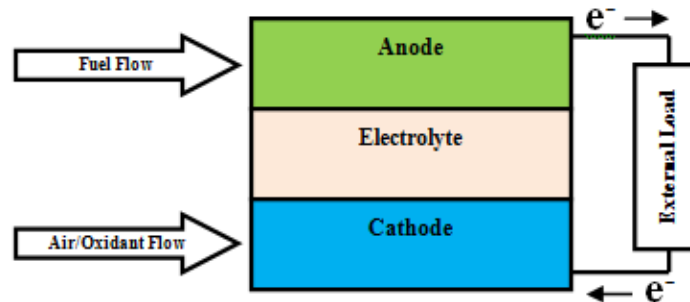 e⁻
Anode
Fuel Flow
Electrolyte
External Load
Cathode
Air/Oxidant Flow
e⁻